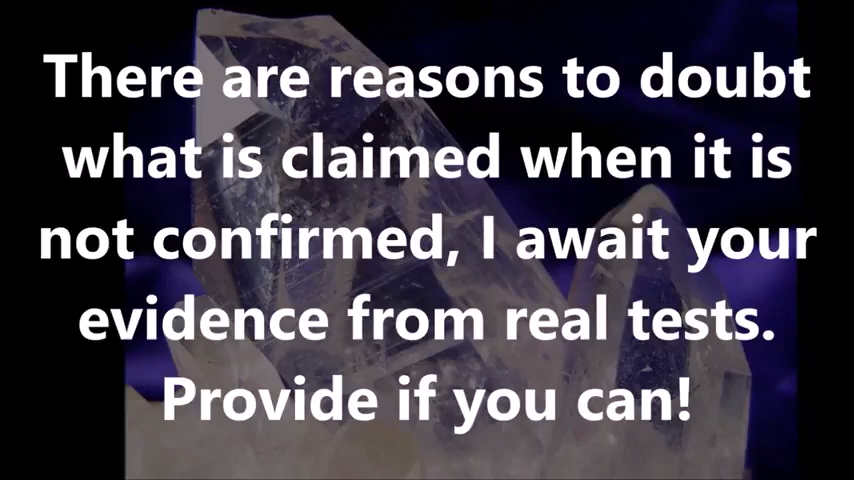 There are reasons to doubt
what is claimed when it is
not confirmed, I await your
evidence from real tests.
Provide if you can!